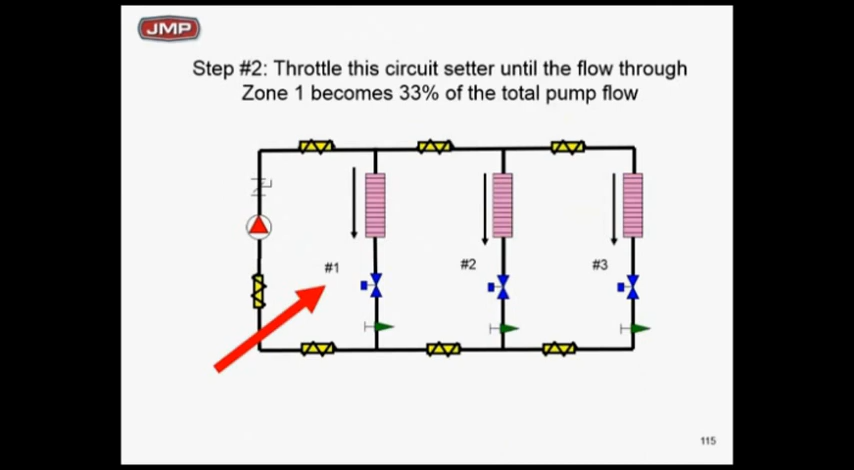 JMP
Step #2: Throttle this circuit setter until the flow through
Zone 1 becomes 33% of the total pump flow
#1
#2
#3
115